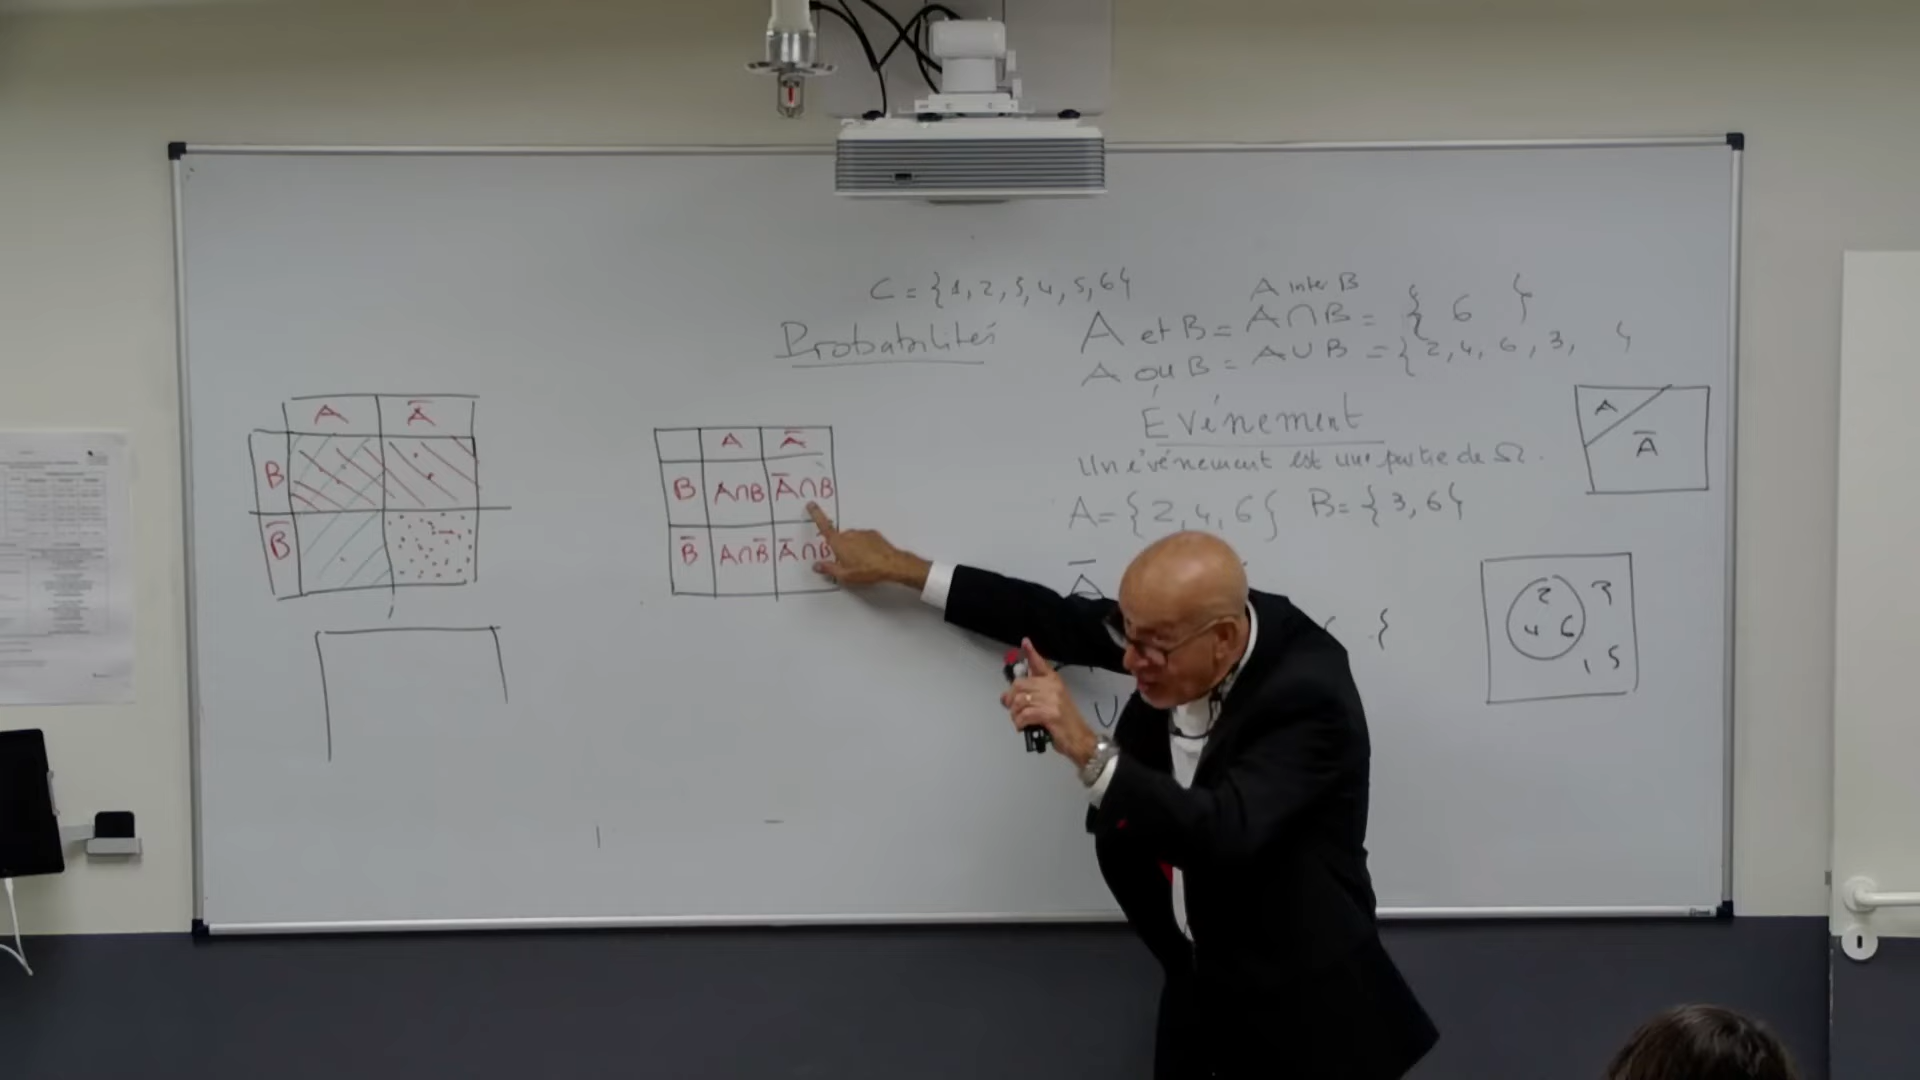 C = {1, 2, 3, 4, 5, 6}
Probabilités
A inter B
A et B = A∩B = { 6 }
A ou B = A∪B = {2, 4, 6, 3, }
Événement
Un événement est une partie de Ω.
A = {2, 4, 6} B = {3, 6}
A̅
A A̅
B
B̅
A A̅
B A∩B A̅∩B
B̅ A∩B̅ A̅∩B̅
A
A̅
2 3
4 6
1 5